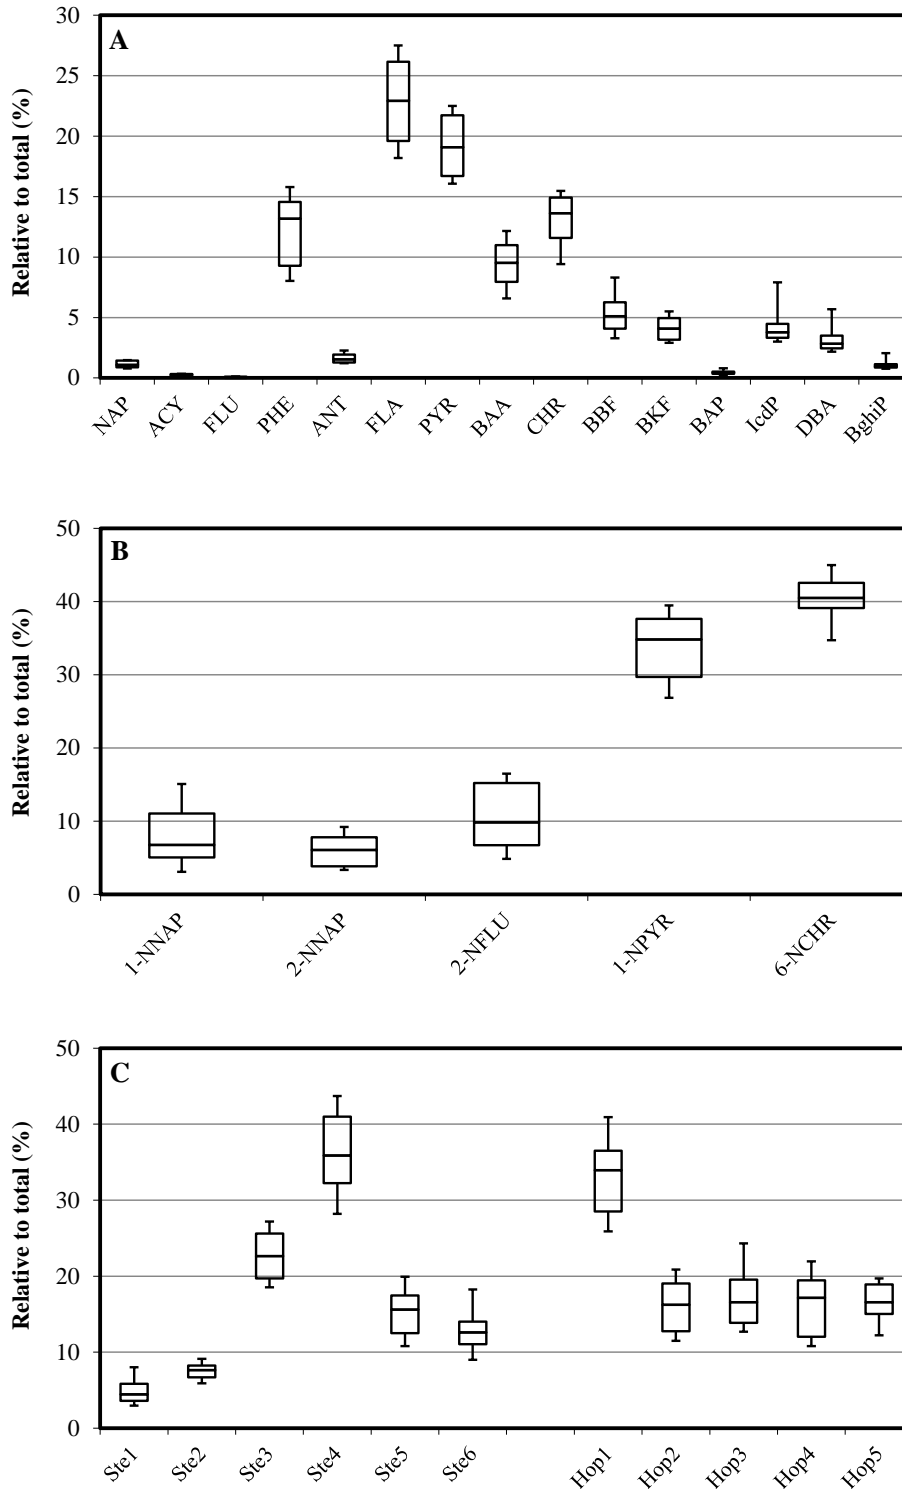 A
Relative to total (%)
30
25
20
15
10
5
0
NAP ACY FLU PHE ANT FLA PYR BAA CHR BBF BKF BAP IcdP DBA BghiP
B
Relative to total (%)
50
40
30
20
10
0
1-NNAP 2-NNAP 2-NFLU 1-NPYR 6-NCHR
C
Relative to total (%)
50
40
30
20
10
0
Ste1 Ste2 Ste3 Ste4 Ste5 Ste6 Hop1 Hop2 Hop3 Hop4 Hop5